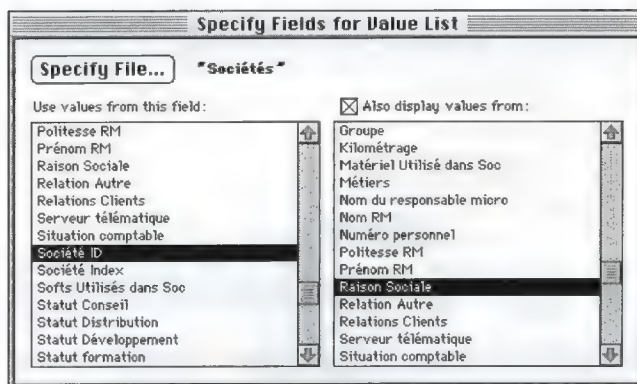 Specify Fields for Value List
Specify File... "Sociétés"
Use values from this field:
Politesse RM
Prénom RM
Raison Sociale
Relation Autre
Relations Clients
Serveur télématique
Situation comptable
Société ID
Société Index
Softs Utilisés dans Soc
Statut Conseil
Statut Distribution
Statut Développement
Statut formation
Also display values from:
Groupe
Kilométrage
Matériel Utilisé dans Soc
Métiers
Nom du responsable micro
Nom RM
Numéro personnel
Politesse RM
Prénom RM
Raison Sociale
Relation Autre
Relations Clients
Serveur télématique
Situation comptable